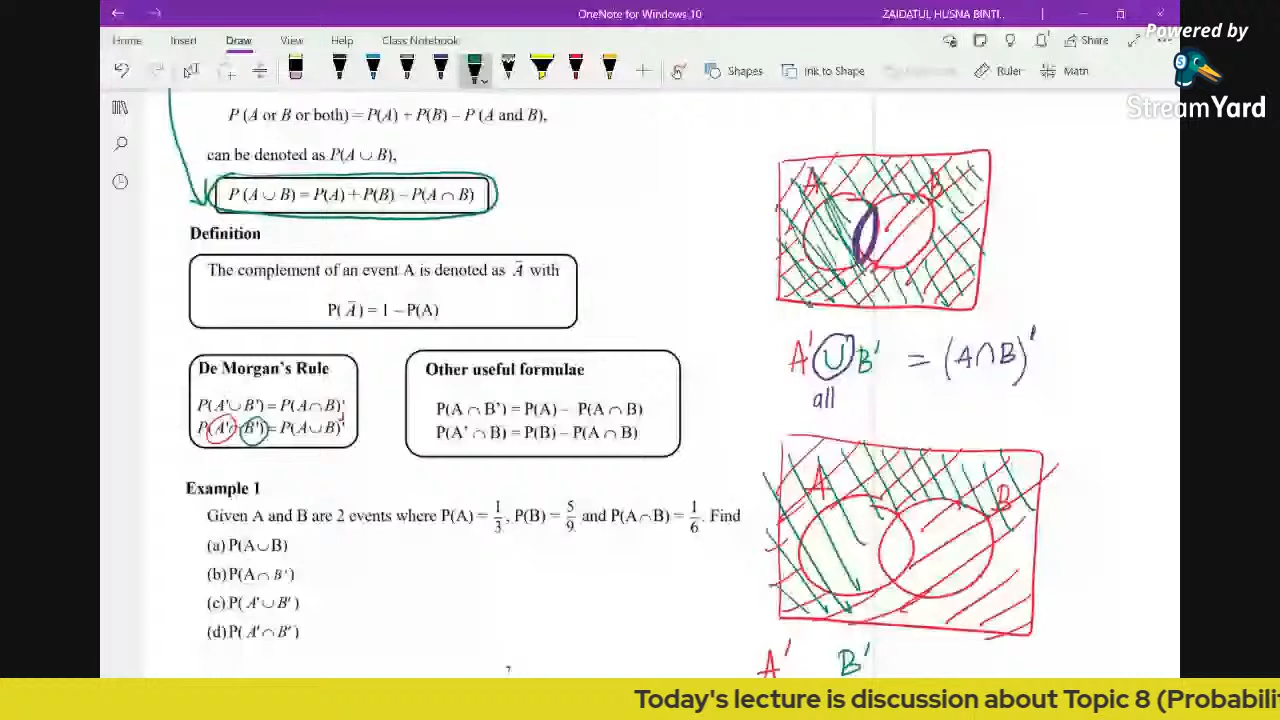 OneNote for Windows 10
ZAIDATUL HUSNA BINTI..
Powered by
StreamYard
Home Insert Draw View Help Class Notebook
Share
Shapes Ink to Shape Ruler Math
P (A or B or both) = P(A) + P(B) – P (A and B),
can be denoted as P(A ∪ B),
P (A ∪ B) = P(A) + P(B) – P(A ∩ B)
Definition
The complement of an event A is denoted as Ā with
P( Ā ) = 1 – P(A)
De Morgan's Rule
P(A'∪B') = P(A∩B)'
P(A'∩B') = P(A∪B)'
Other useful formulae
P(A ∩ B') = P(A) – P(A ∩ B)
P(A' ∩ B) = P(B) – P(A ∩ B)
Example 1
Given A and B are 2 events where P(A) = 1/3, P(B) = 5/9 and P(A∩B) = 1/6. Find
(a) P(A∪B)
(b) P(A∩B')
(c) P( A'∪B' )
(d) P( A'∩B' )
7
A B
A' ∪ B' = (A∩B)'
all
A B
A' B'
Today's lecture is discussion about Topic 8 (Probabili